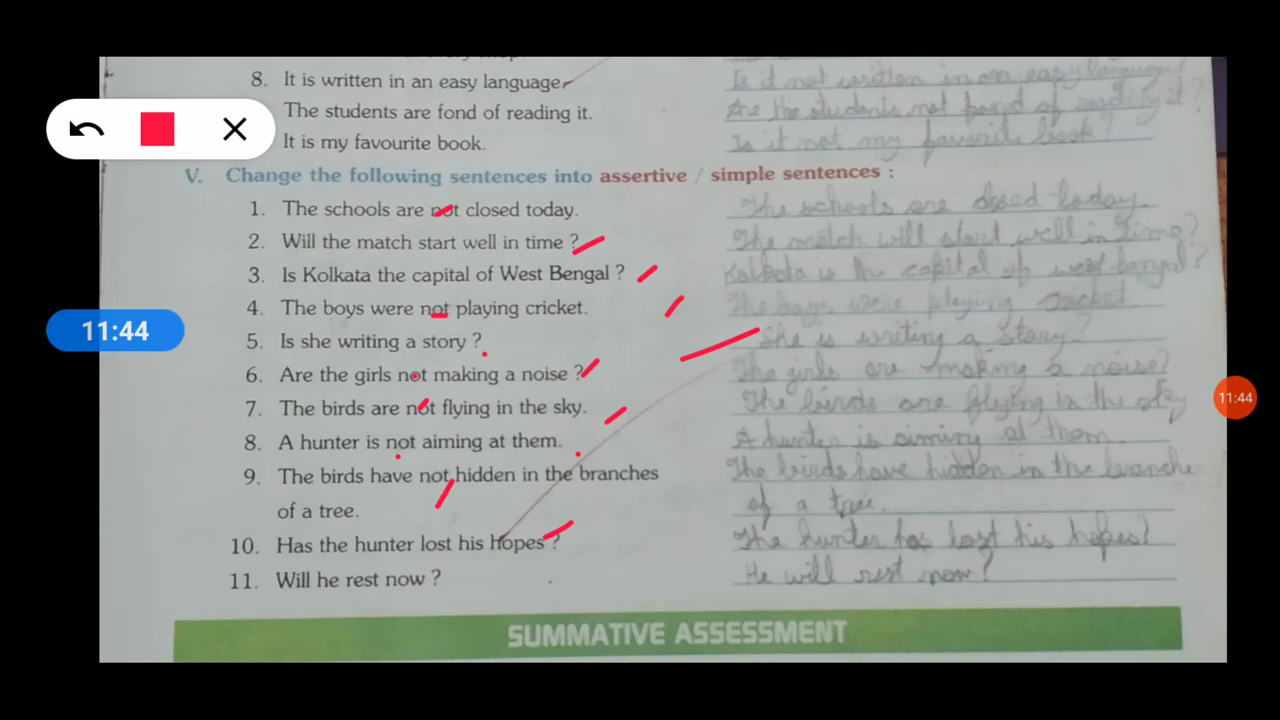 8. It is written in an easy language. Is it not written in an easy language?
The students are fond of reading it. Are the students not fond of reading it?
It is my favourite book. Is it not my favorite book?
V. Change the following sentences into assertive / simple sentences :
1. The schools are not closed today. The schools are closed today.
2. Will the match start well in time ? The match will start well in time?
3. Is Kolkata the capital of West Bengal ? Kolkata is the capital of west bengal?
4. The boys were not playing cricket. The boys were playing cricket.
11:44
5. Is she writing a story ? She is writing a story?
6. Are the girls not making a noise ? The girls are making a noise?
11:44
7. The birds are not flying in the sky. The birds are flying in the sky
8. A hunter is not aiming at them. A hunter is aiming at them.
9. The birds have not hidden in the branches The birds have hidden in the branche
of a tree. of a tree.
10. Has the hunter lost his hopes ? The hunter has lost his hopes?
11. Will he rest now ? He will rest now?
SUMMATIVE ASSESSMENT